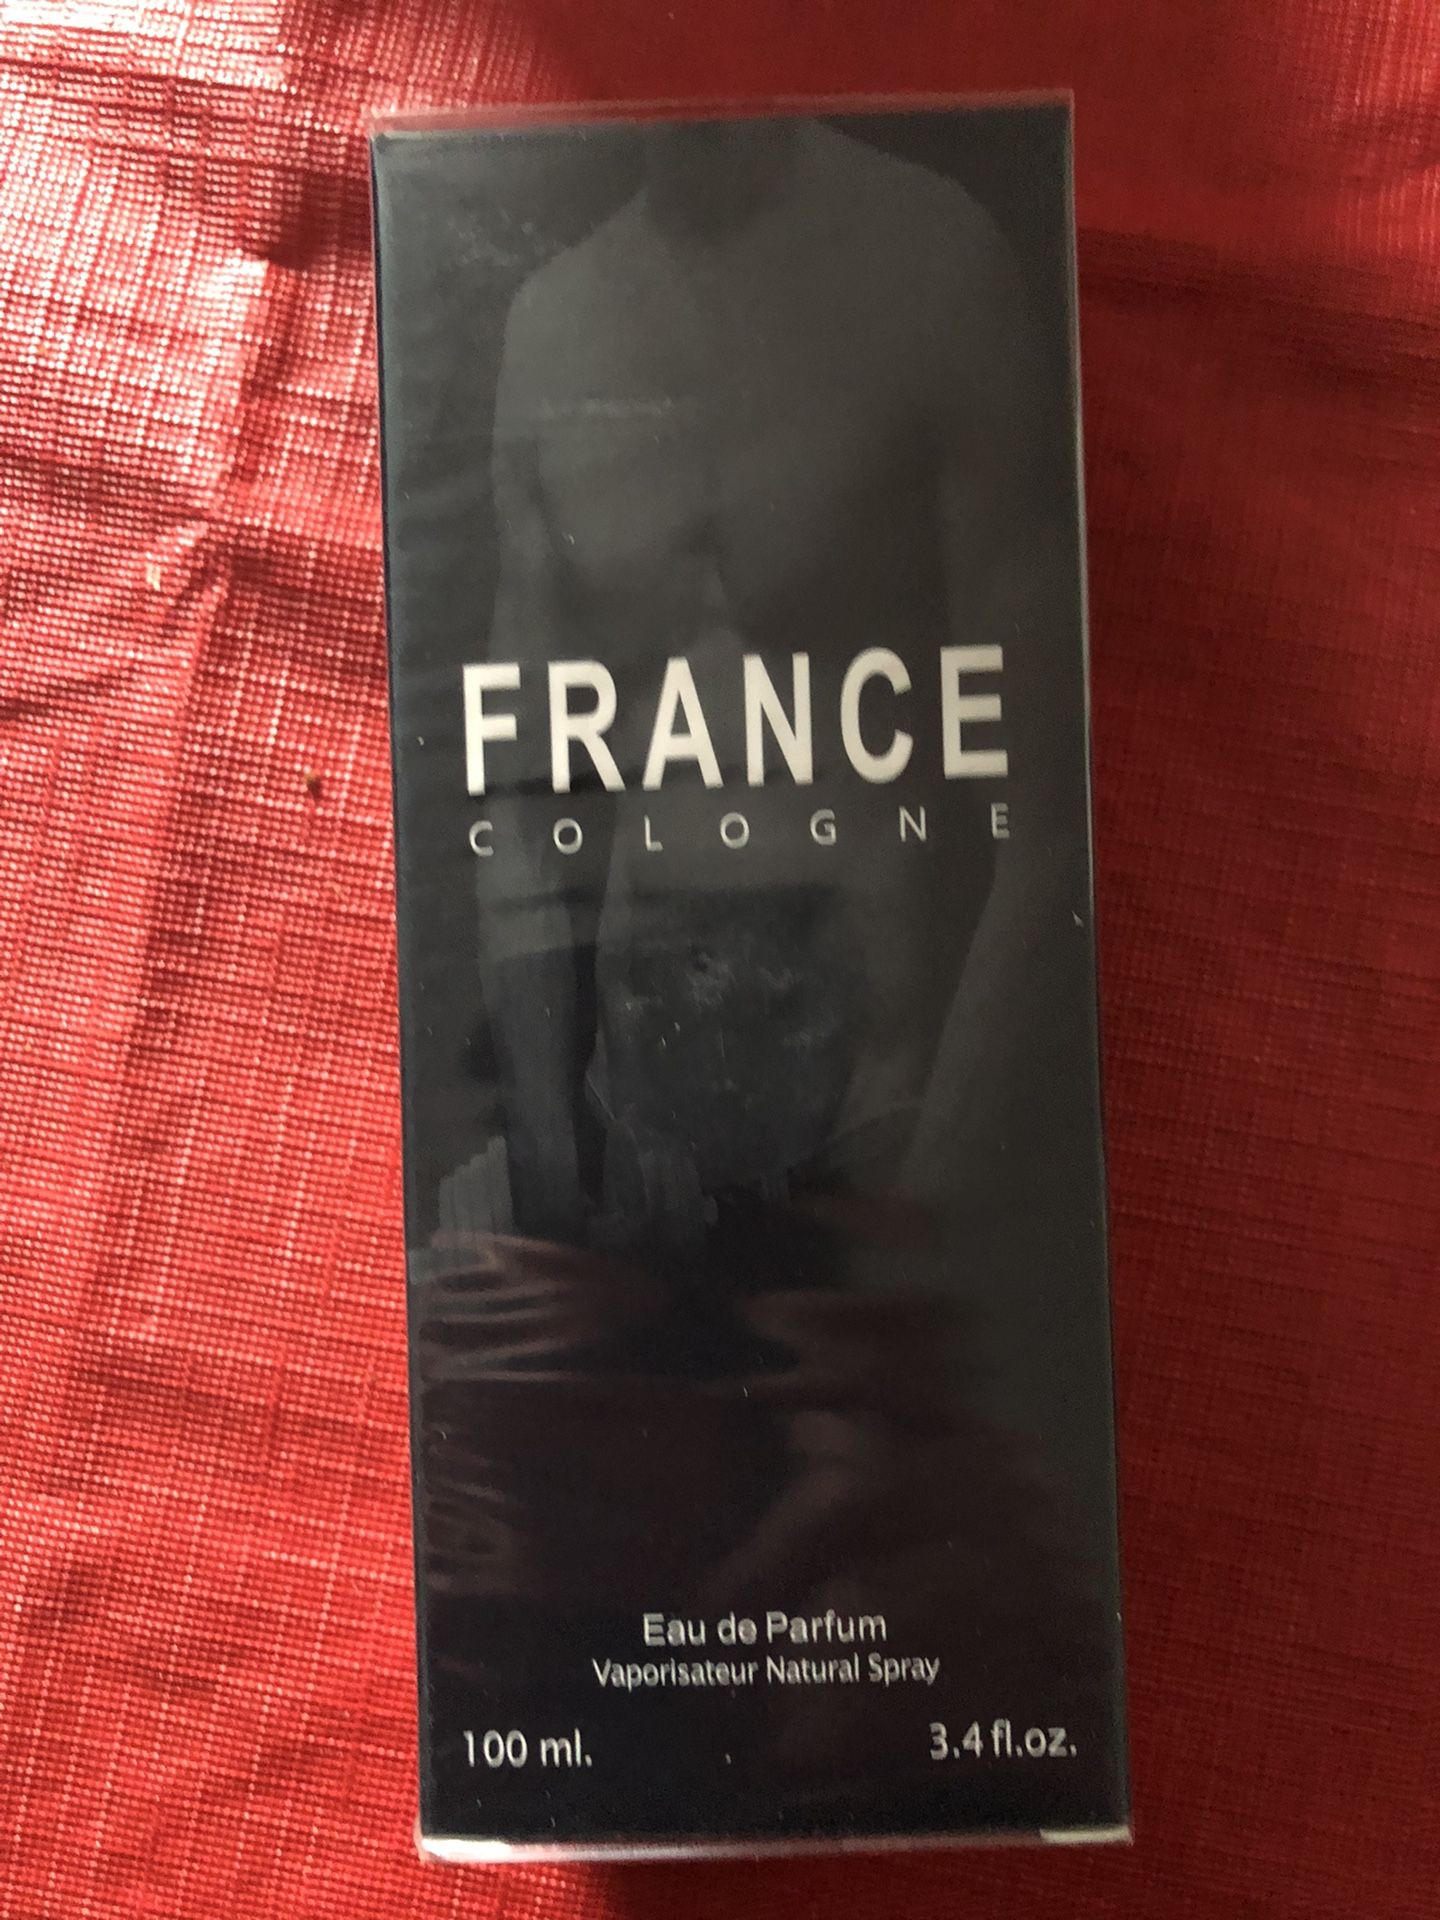 FRANCE
COLOGNE
Eau de Parfum
Vaporisateur Natural Spray
100 ml.
3.4 fl.oz.